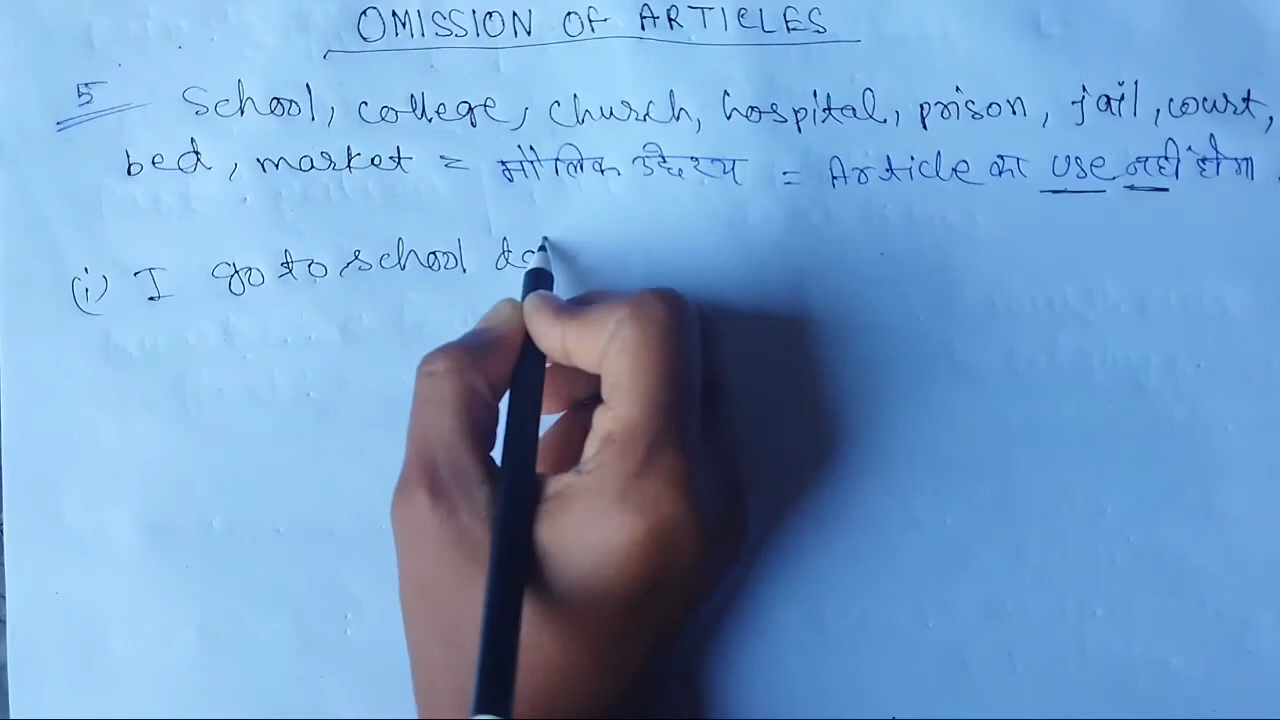 OMISSION OF ARTICLES
5 School, college, church, hospital, prison, jail, court,
bed, market = मौलिक उद्देश्य = Article का use नहीं होगा
(i) I go to school